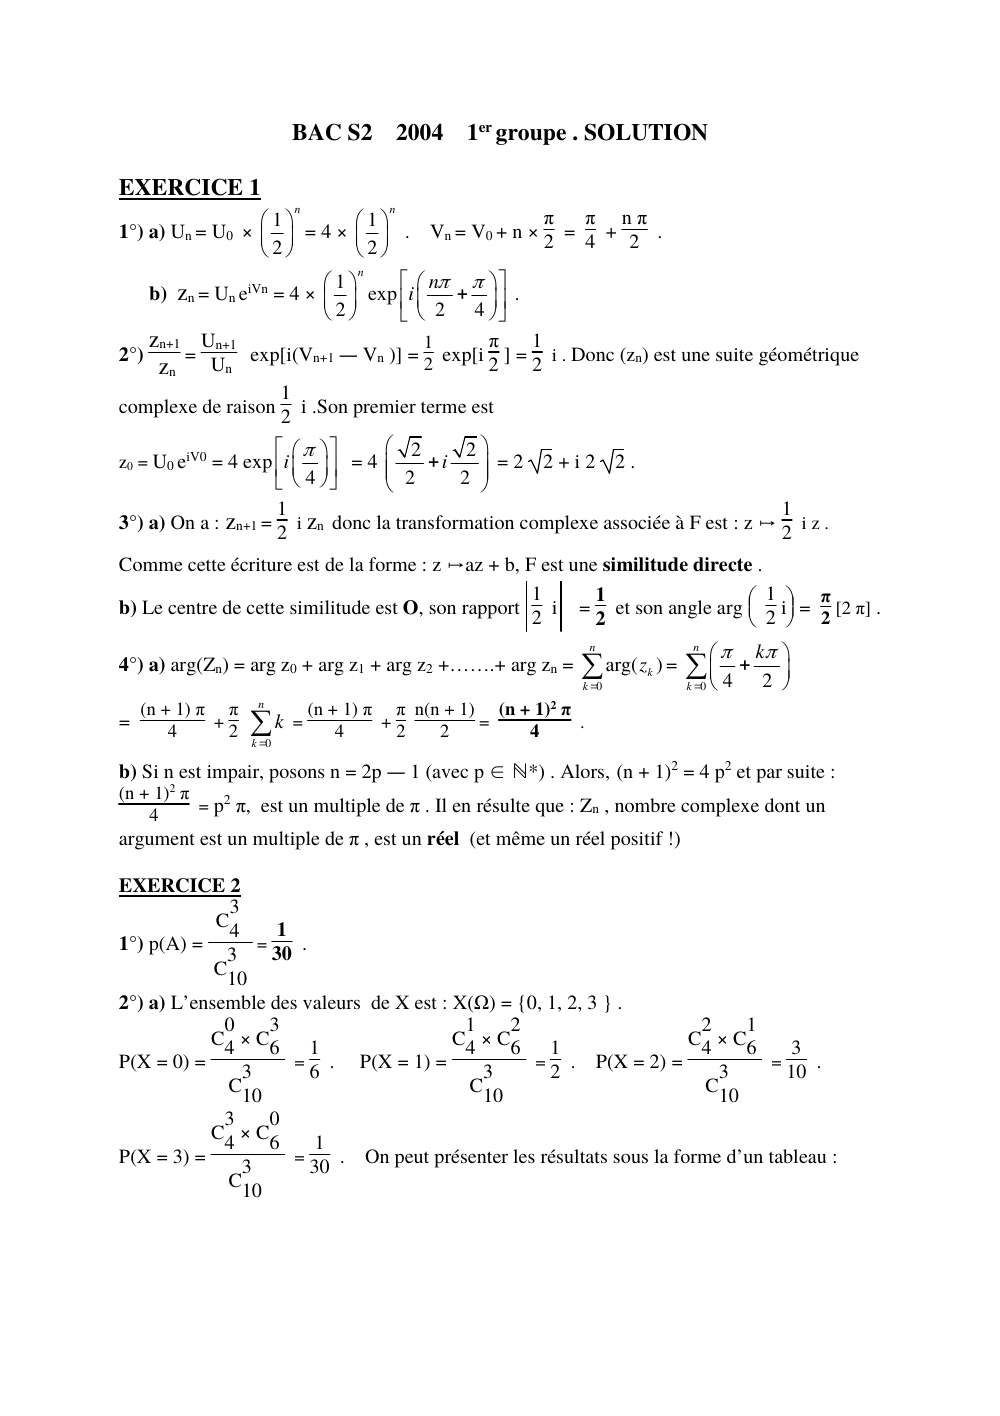 BAC S2 2004 1er groupe . SOLUTION
EXERCICE 1
1°) a) Uₙ = U₀ × (1/2)ⁿ = 4 × (1/2)ⁿ . Vₙ = V₀ + n × π/2 = π/4 + n π/2 .
b) zₙ = Uₙ e^{iVn} = 4 × (1/2)ⁿ exp[i(nπ/2 + π/4)] .
2°) zₙ₊₁/zₙ = Uₙ₊₁/Uₙ exp[i(Vₙ₊₁ — Vₙ )] = 1/2 exp[i π/2 ] = 1/2 i . Donc (zₙ) est une suite géométrique
complexe de raison 1/2 i .Son premier terme est
z₀ = U₀ e^{iV0} = 4 exp[i(π/4)] = 4 (√2/2 + i √2/2) = 2 √2 + i 2 √2 .
3°) a) On a : zₙ₊₁ = 1/2 i zₙ donc la transformation complexe associée à F est : z ↦ 1/2 i z .
Comme cette écriture est de la forme : z ↦ az + b, F est une similitude directe .
b) Le centre de cette similitude est O, son rapport |1/2 i| = 1/2 et son angle arg ( 1/2 i) = π/2 [2 π] .
4°) a) arg(Zₙ) = arg z₀ + arg z₁ + arg z₂ +…….+ arg zₙ = ∑_{k=0}^{n} arg(z_k) = ∑_{k=0}^{n} (π/4 + kπ/2)
= (n + 1) π/4 + π/2 ∑_{k=0}^{n} k = (n + 1) π/4 + π/2 n(n + 1)/2 = (n + 1)² π/4 .
b) Si n est impair, posons n = 2p — 1 (avec p ∈ ℕ*) . Alors, (n + 1)² = 4 p² et par suite :
(n + 1)² π/4 = p² π, est un multiple de π . Il en résulte que : Zₙ , nombre complexe dont un
argument est un multiple de π , est un réel (et même un réel positif !)
EXERCICE 2
1°) p(A) = C_4^3/C_10^3 = 1/30 .
2°) a) L’ensemble des valeurs de X est : X(Ω) = {0, 1, 2, 3 } .
P(X = 0) = C_4^0 × C_6^3/C_10^3 = 1/6 . P(X = 1) = C_4^1 × C_6^2/C_10^3 = 1/2 . P(X = 2) = C_4^2 × C_6^1/C_10^3 = 3/10 .
P(X = 3) = C_4^3 × C_6^0/C_10^3 = 1/30 . On peut présenter les résultats sous la forme d’un tableau :